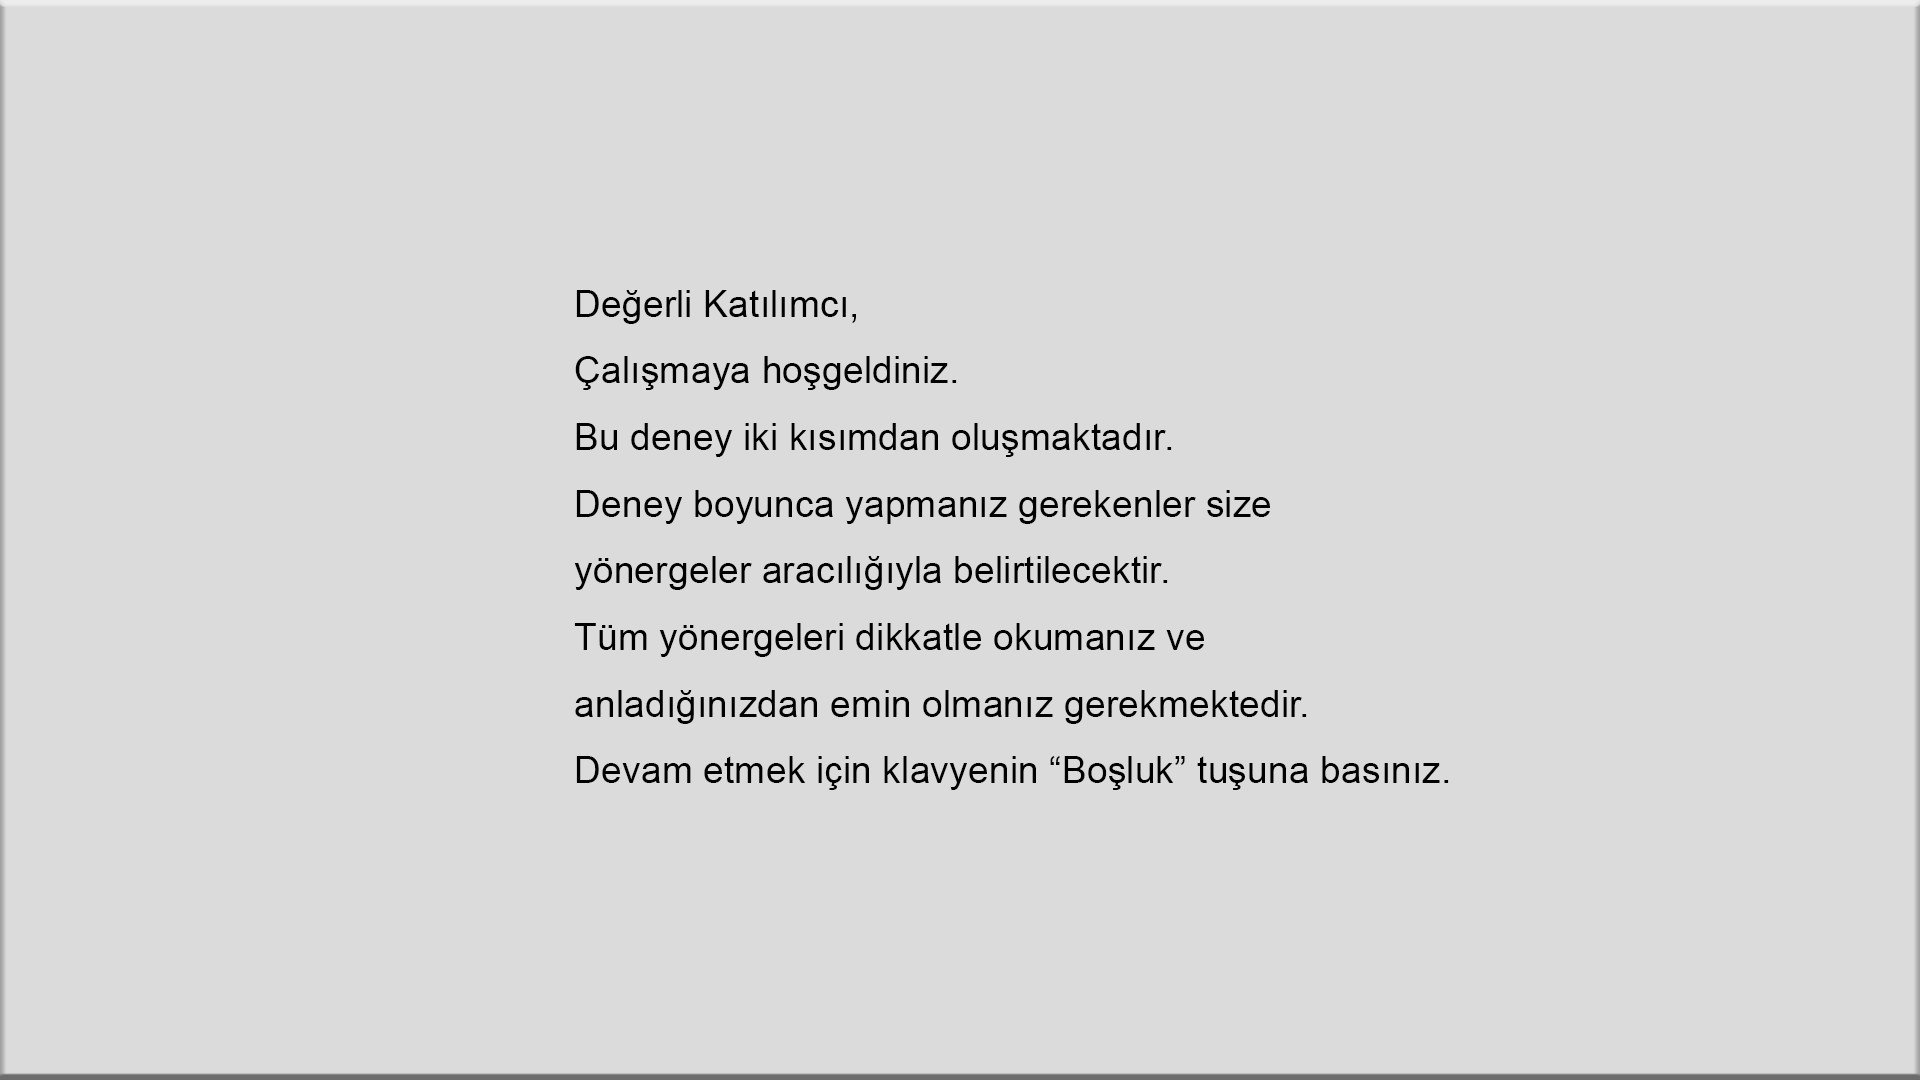 Değerli Katılımcı,
Çalışmaya hoşgeldiniz.
Bu deney iki kısımdan oluşmaktadır.
Deney boyunca yapmanız gerekenler size
yönergeler aracılığıyla belirtilecektir.
Tüm yönergeleri dikkatle okumanız ve
anladığınızdan emin olmanız gerekmektedir.
Devam etmek için klavyenin “Boşluk” tuşuna basınız.